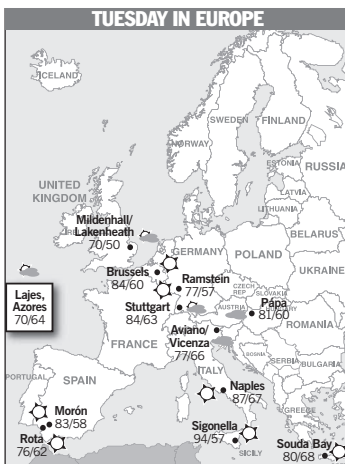 TUESDAY IN EUROPE
ICELAND
SWEDEN
FINLAND
NORWAY
ESTONIA
RUSSIA
LATVIA
LITHUANIA
UNITED
KINGDOM
BELARUS
Mildenhall/
Lakenheath
70/50
POLAND
GERMANY
UKRAINE
Brussels
84/60
Ramstein
77/57
CZECH
REP
SLOVAKIA
Lajes,
Azores
70/64
Stuttgart
84/63
AUSTRIA
Pápa
81/60
ROMANIA
Aviano/
Vicenza
77/66
FRANCE
BOSNIA
SERBIA
BULGARIA
ITALY
PORTUGAL
SPAIN
Naples
87/67
Morón
83/58
GREECE
Rota
76/62
Sigonella
94/57
SICILY
Souda Bay
80/68